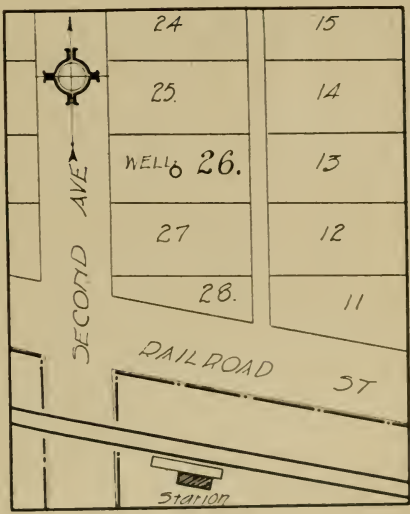 24 15
25. 14
WELL 26. 13
27 12
28. 11
SECOND AVE
RAILROAD ST
Station